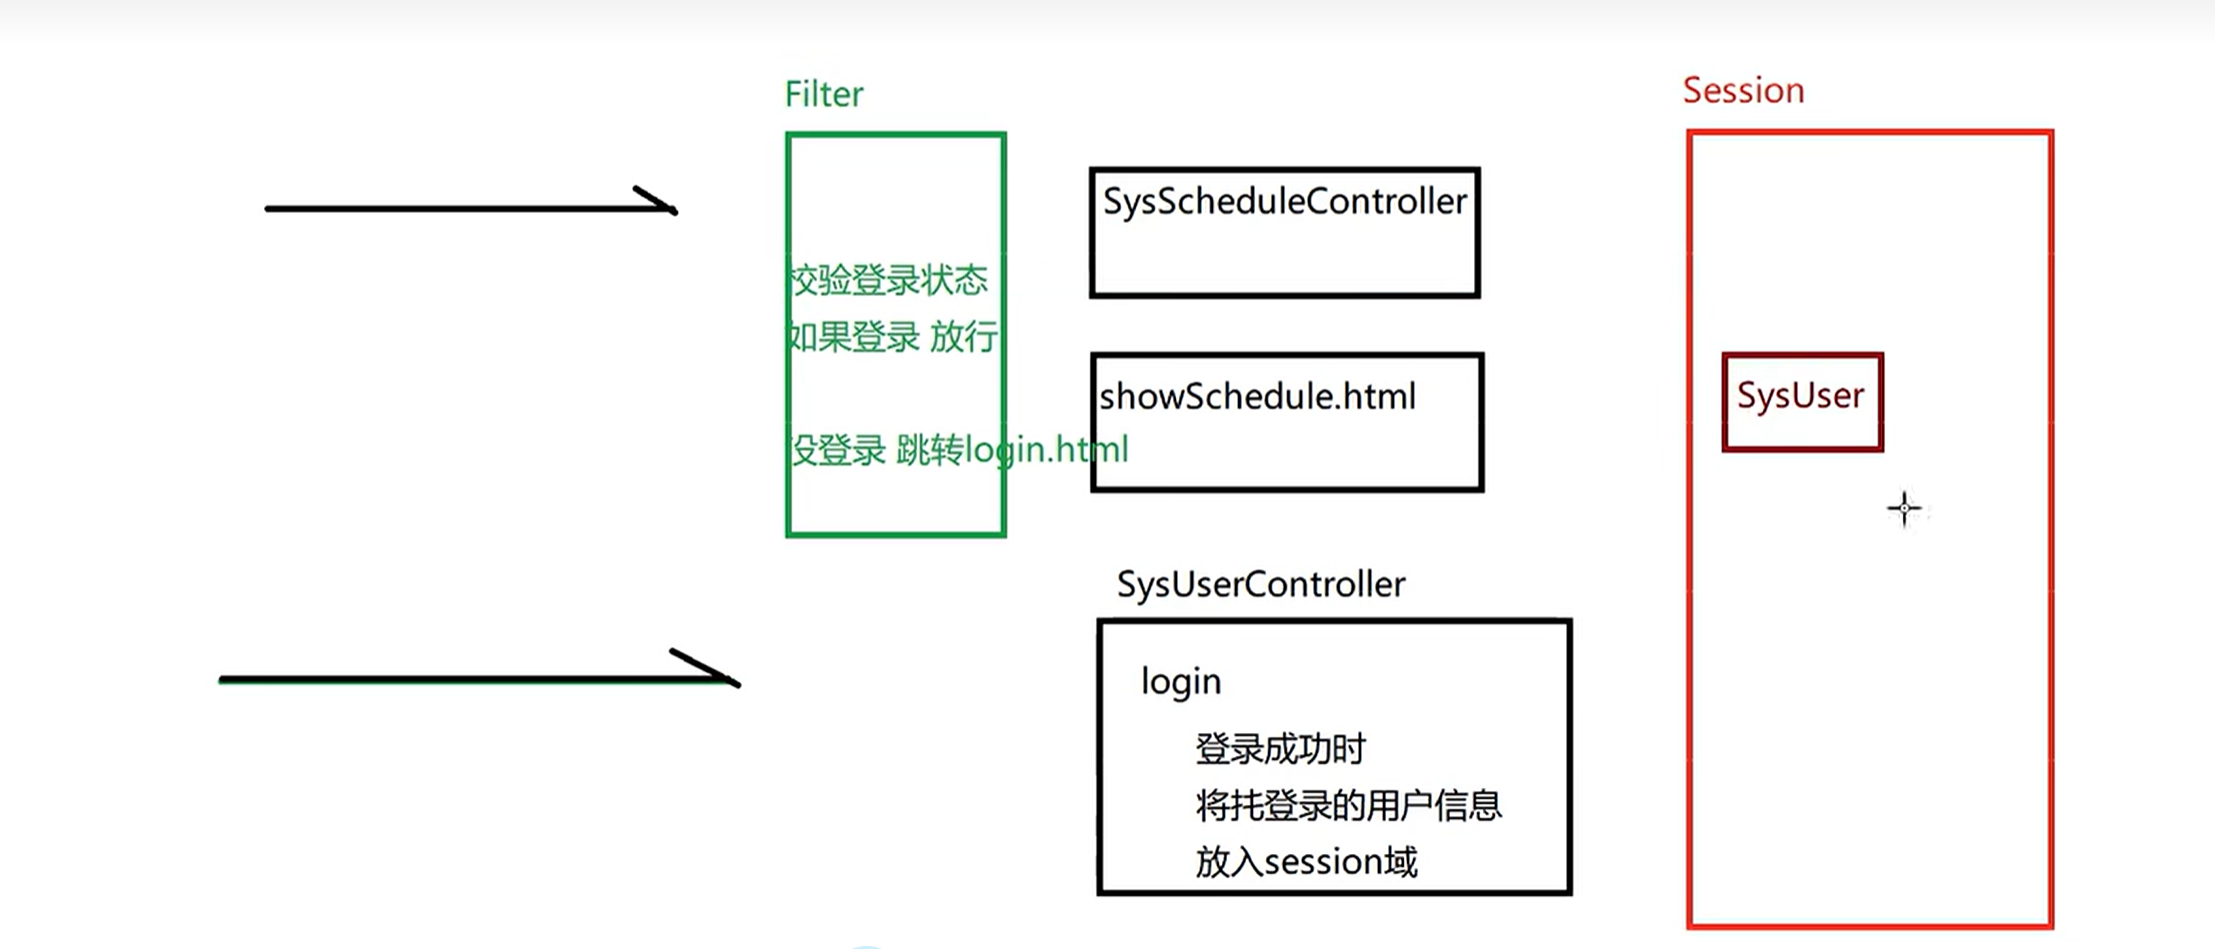 Filter
校验登录状态
如果登录 放行
没登录 跳转login.html
SysScheduleController
showSchedule.html
SysUserController
login
登录成功时
将托登录的用户信息
放入session域
Session
SysUser